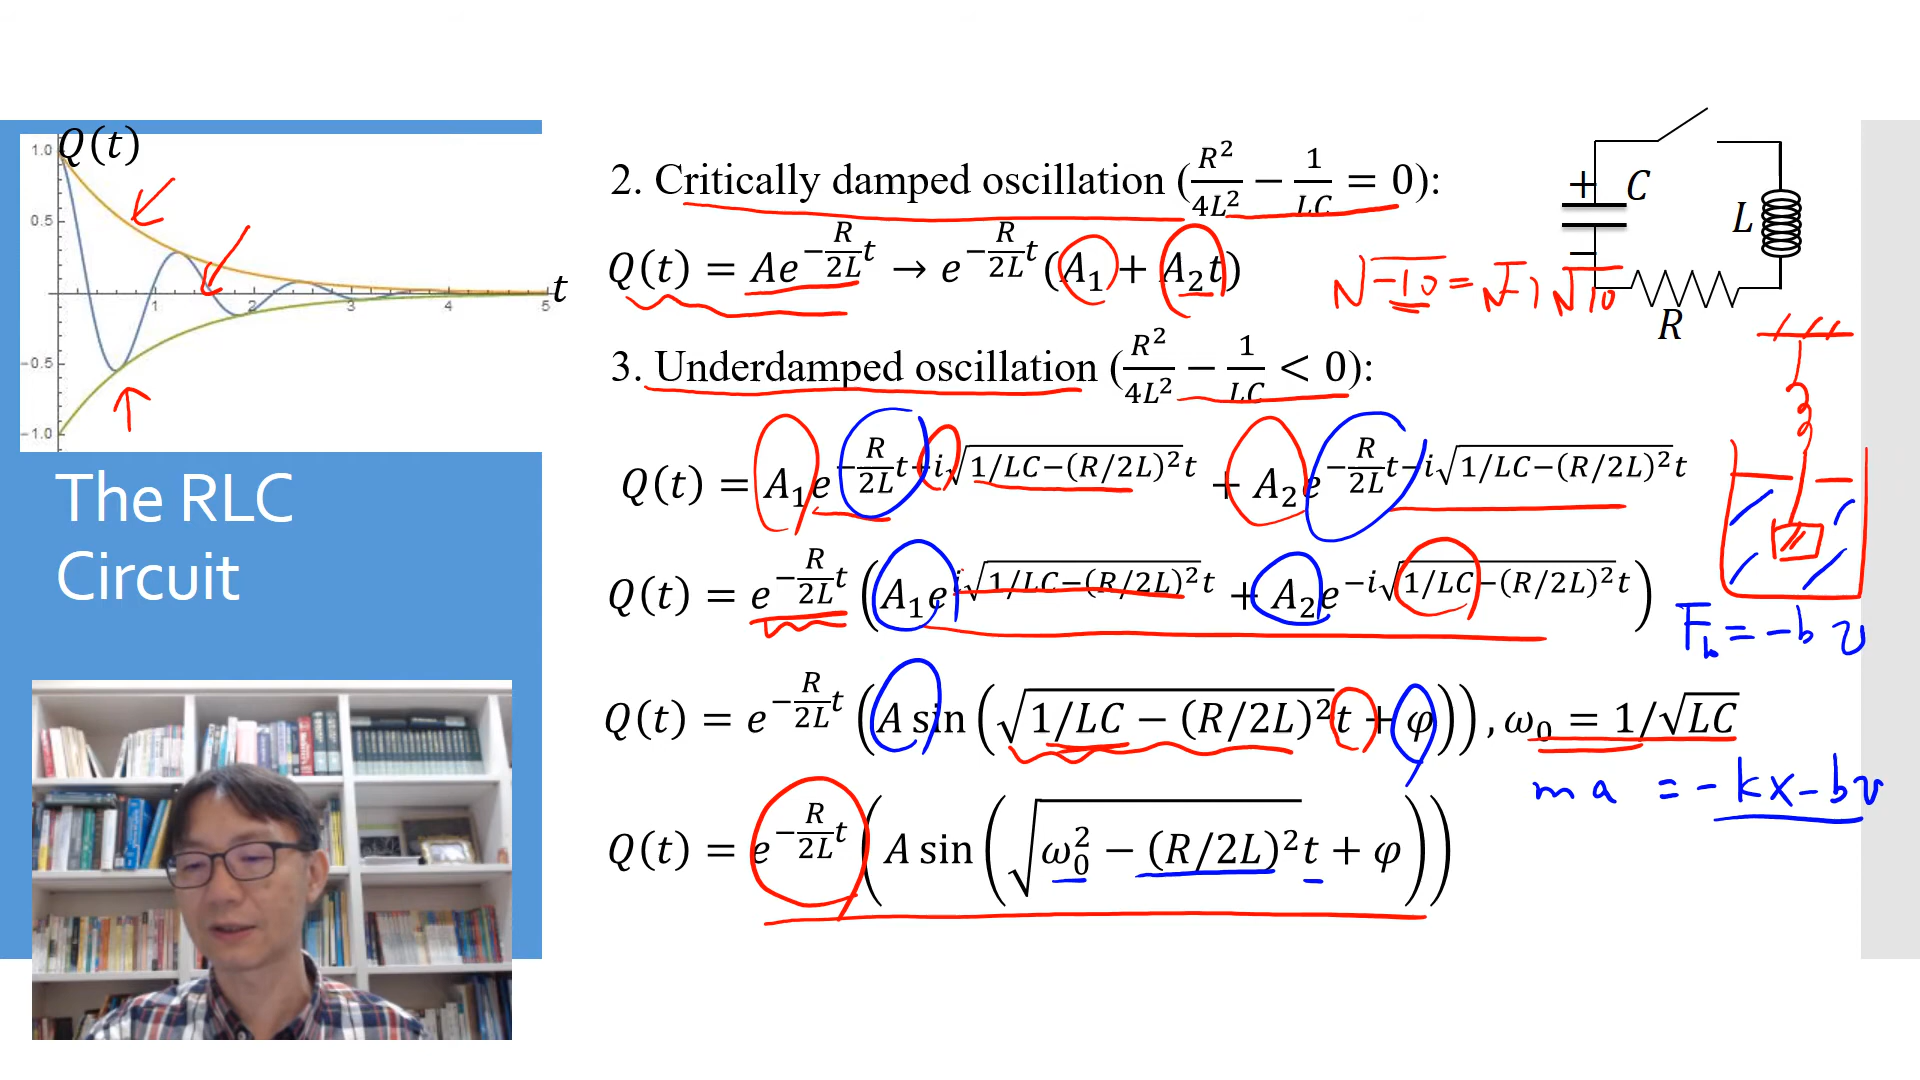 Q(t)
1.0
0.5
−0.5
−1.0
1 2 3 4 5 t
The RLC
Circuit
2. Critically damped oscillation (R²/4L² − 1/LC = 0):
Q(t) = Ae^(−R/2L t) → e^(−R/2L t)(A₁ + A₂t)
√−10 = √−1 √10
3. Underdamped oscillation (R²/4L² − 1/LC < 0):
Q(t) = A₁e^(−R/2L t+i√(1/LC−(R/2L)²)t) + A₂e^(−R/2L t−i√(1/LC−(R/2L)²)t)
Q(t) = e^(−R/2L t) (A₁e^(i√(1/LC−(R/2L)²)t) + A₂e^(−i√(1/LC−(R/2L)²)t))
Q(t) = e^(−R/2L t) (A sin (√(1/LC − (R/2L)²)t + φ)), ω₀ = 1/√LC
Q(t) = e^(−R/2L t) (A sin (√(ω₀² − (R/2L)²)t + φ))
+ C
−
L
R
F_b = −b v
m a = −kx − bv